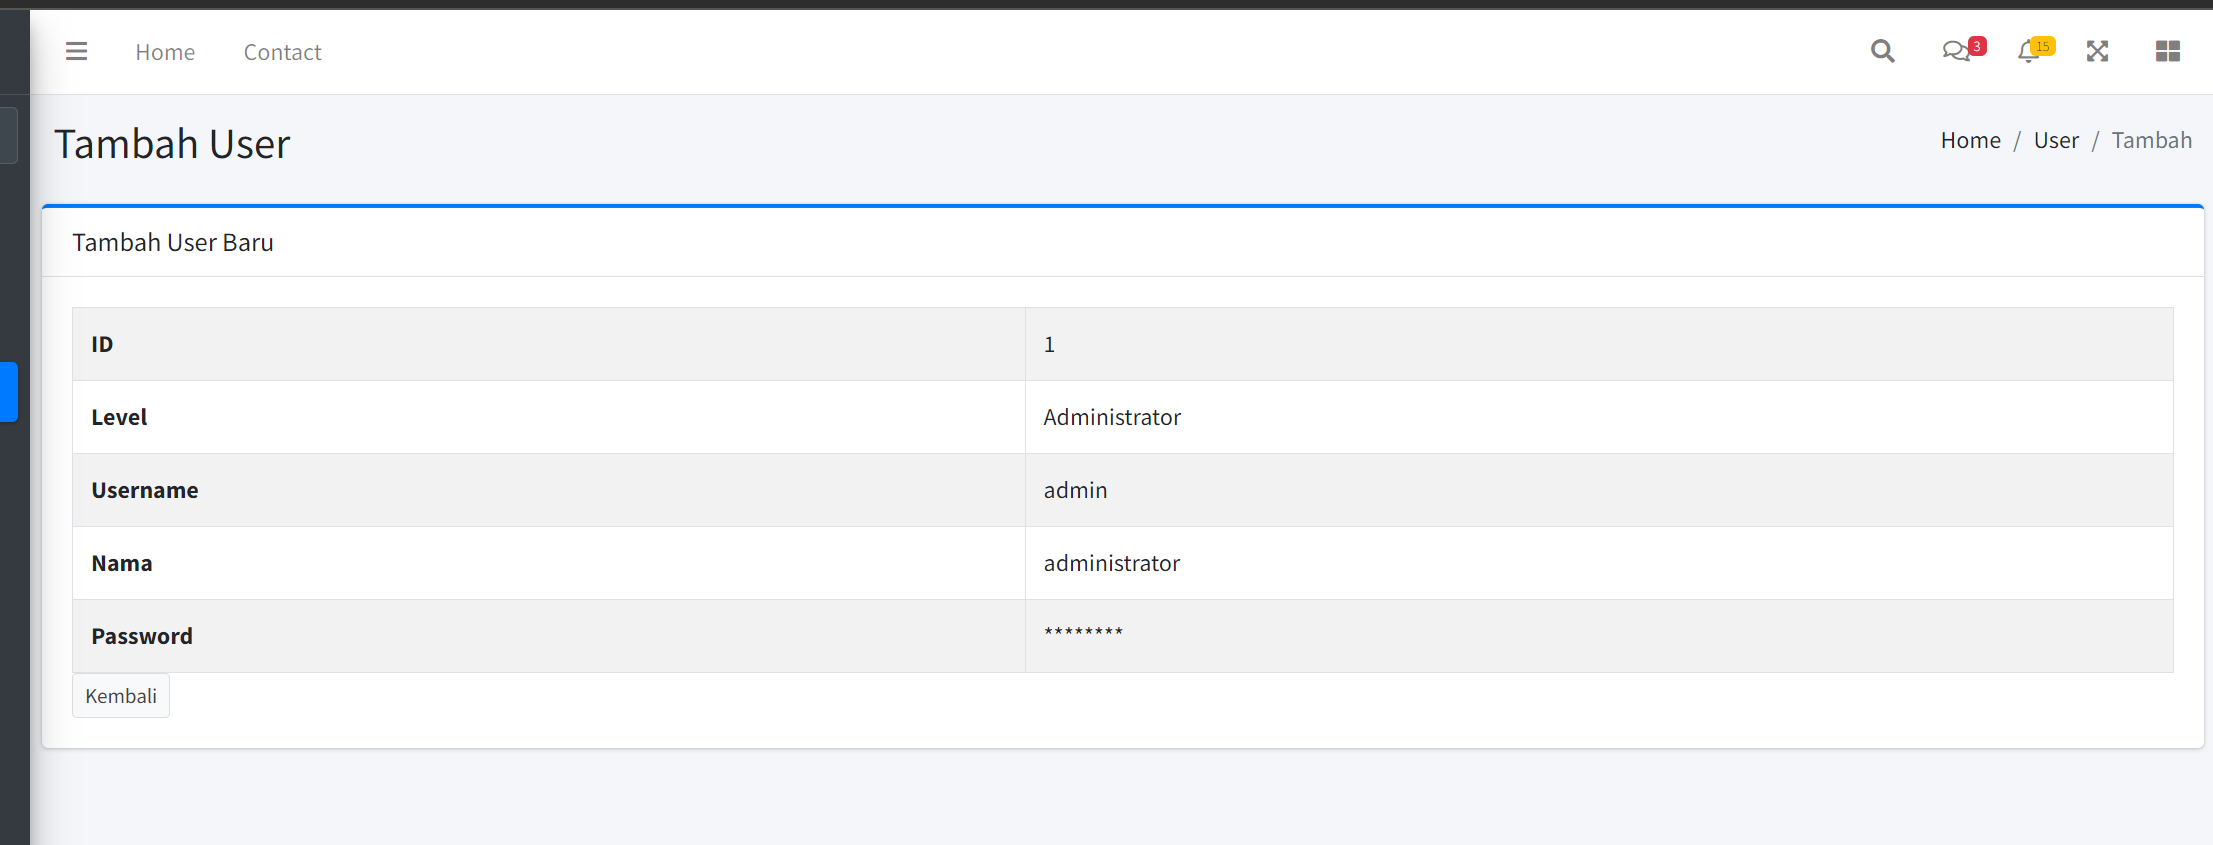 Home Contact 3 15
Tambah User
Home / User / Tambah
Tambah User Baru
ID 1
Level Administrator
Username admin
Nama administrator
Password ********
Kembali